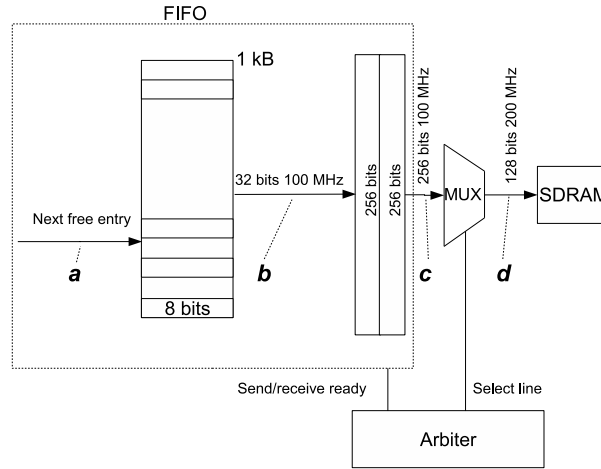 FIFO
1 kB
Next free entry
a
8 bits
32 bits 100 MHz
b
256 bits
256 bits
256 bits 100 MHz
c
MUX
128 bits 200 MHz
d
SDRAM
Send/receive ready
Select line
Arbiter